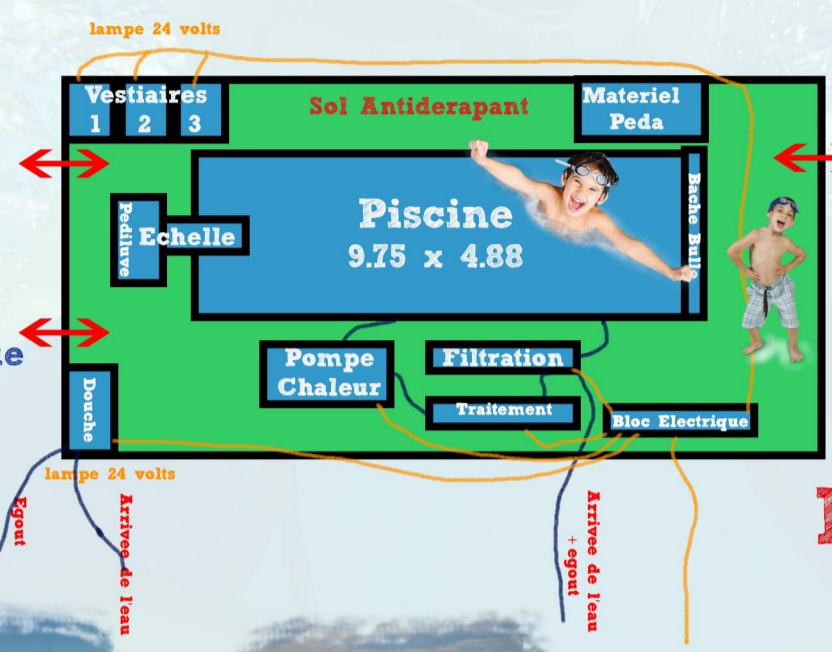 lampe 24 volts
Vestiaires
1 2 3
Sol Antiderapant
Materiel
Peda
Piscine
9.75 x 4.88
Bache Bulle
Pediluve
Echelle
Pompe
Chaleur
Filtration
Traitement
Bloc Electrique
Douche
lampe 24 volts
Egout
Arrivee de l'eau
Arrivee de l'eau
+ egout